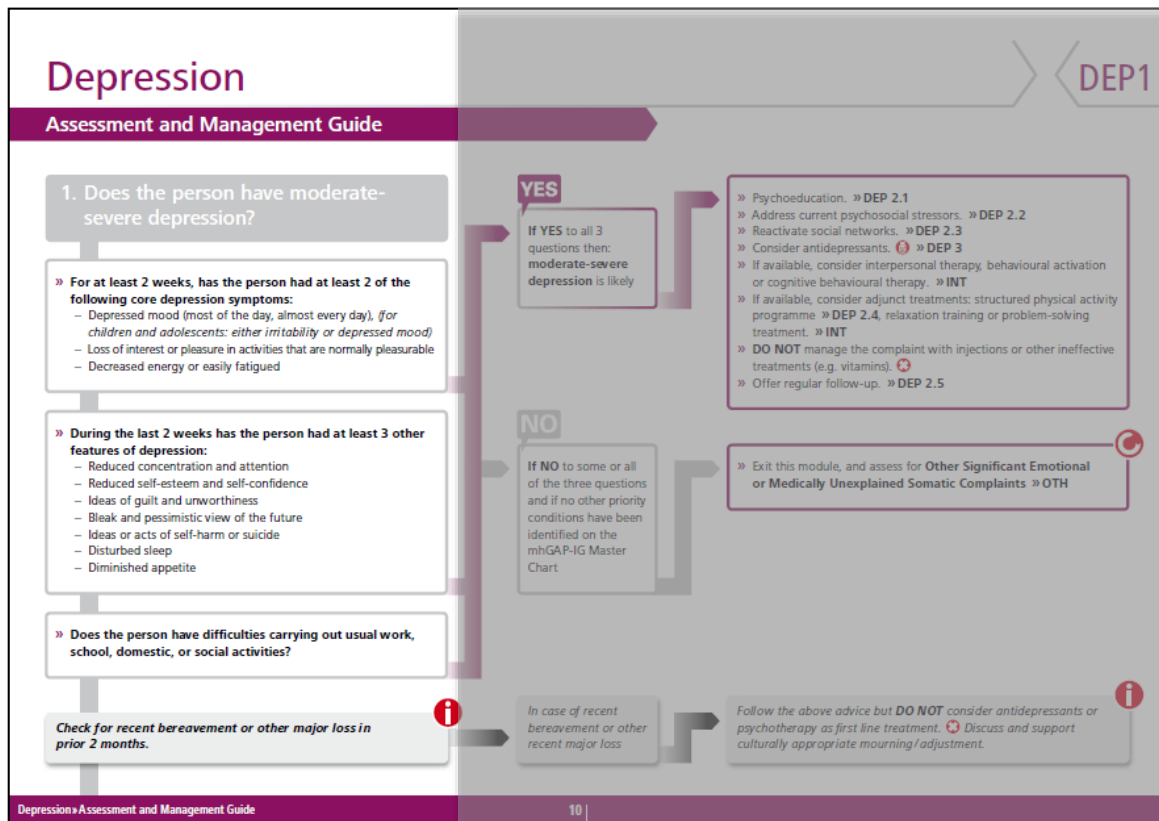 Depression
DEP1
Assessment and Management Guide
1. Does the person have moderate-
severe depression?
» For at least 2 weeks, has the person had at least 2 of the
following core depression symptoms:
– Depressed mood (most of the day, almost every day), (for
children and adolescents: either irritability or depressed mood)
– Loss of interest or pleasure in activities that are normally pleasurable
– Decreased energy or easily fatigued
» During the last 2 weeks has the person had at least 3 other
features of depression:
– Reduced concentration and attention
– Reduced self-esteem and self-confidence
– Ideas of guilt and unworthiness
– Bleak and pessimistic view of the future
– Ideas or acts of self-harm or suicide
– Disturbed sleep
– Diminished appetite
» Does the person have difficulties carrying out usual work,
school, domestic, or social activities?
Check for recent bereavement or other major loss in
prior 2 months.
i
YES
If YES to all 3
questions then:
moderate-severe
depression is likely
» Psychoeducation. » DEP 2.1
» Address current psychosocial stressors. » DEP 2.2
» Reactivate social networks. » DEP 2.3
» Consider antidepressants. » DEP 3
» If available, consider interpersonal therapy, behavioural activation
or cognitive behavioural therapy. » INT
» If available, consider adjunct treatments: structured physical activity
programme » DEP 2.4, relaxation training or problem-solving
treatment. » INT
» DO NOT manage the complaint with injections or other ineffective
treatments (e.g. vitamins).
» Offer regular follow-up. » DEP 2.5
NO
If NO to some or all
of the three questions
and if no other priority
conditions have been
identified on the
mhGAP-IG Master
Chart
» Exit this module, and assess for Other Significant Emotional
or Medically Unexplained Somatic Complaints » OTH
In case of recent
bereavement or other
recent major loss
Follow the above advice but DO NOT consider antidepressants or
psychotherapy as first line treatment. Discuss and support
culturally appropriate mourning/adjustment.
i
Depression » Assessment and Management Guide
10 |